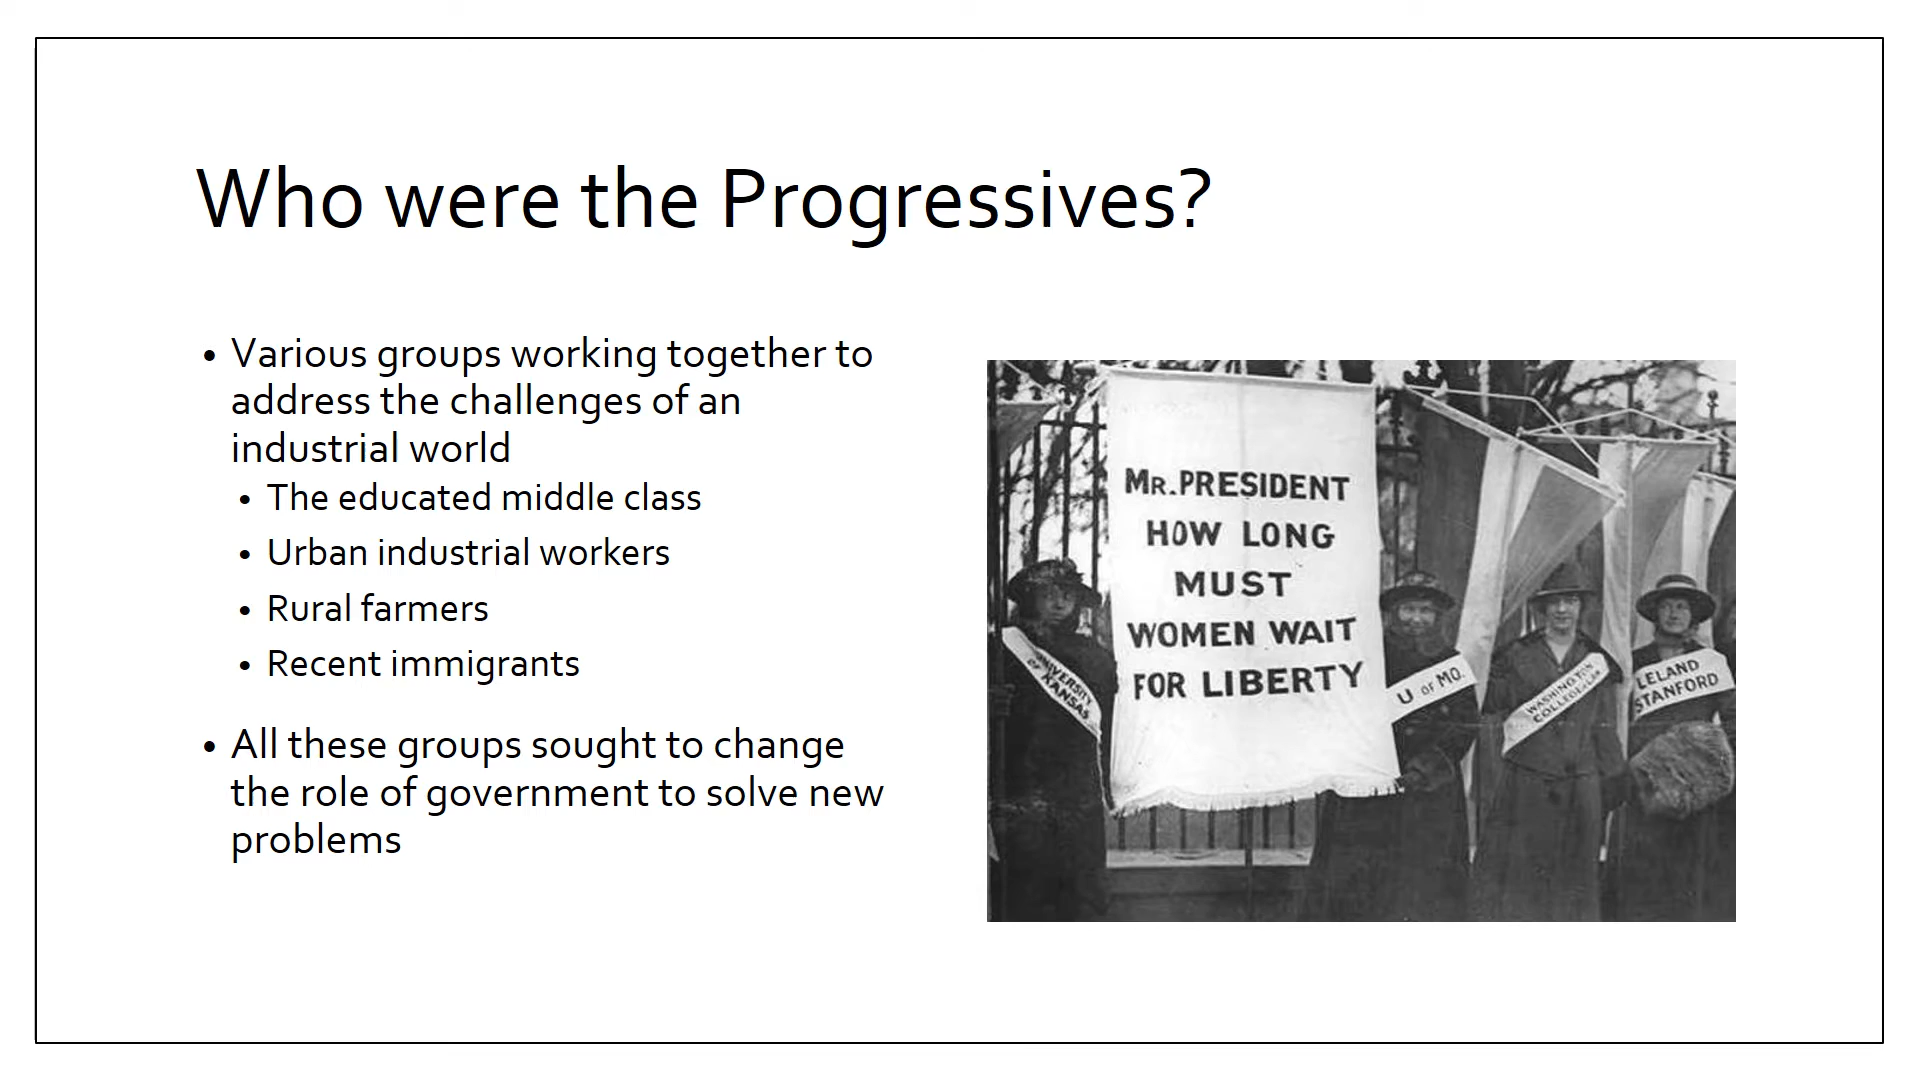 Who were the Progressives?
• Various groups working together to
address the challenges of an
industrial world
• The educated middle class
• Urban industrial workers
• Rural farmers
• Recent immigrants
• All these groups sought to change
the role of government to solve new
problems
MR. PRESIDENT
HOW LONG
MUST
WOMEN WAIT
FOR LIBERTY
UNIVERSITY
OF
KANSAS
U OF MO.
WASHINGTON
COLLEGE
LELAND
STANFORD